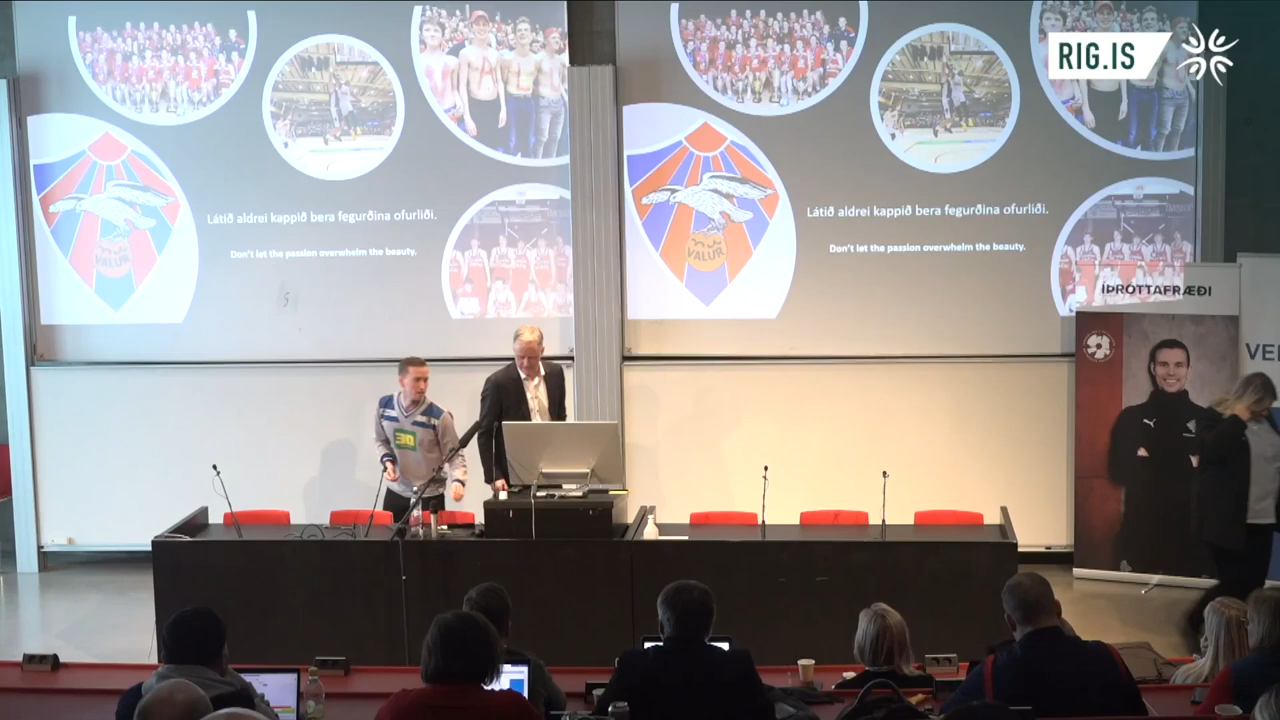 RIG.IS
VALUR
Látið aldrei kappið bera fegurðina ofurliði.
Don't let the passion overwhelm the beauty.
VALUR
Látið aldrei kappið bera fegurðina ofurliði.
Don't let the passion overwhelm the beauty.
ÍÞRÓTTAFRÆÐI
30